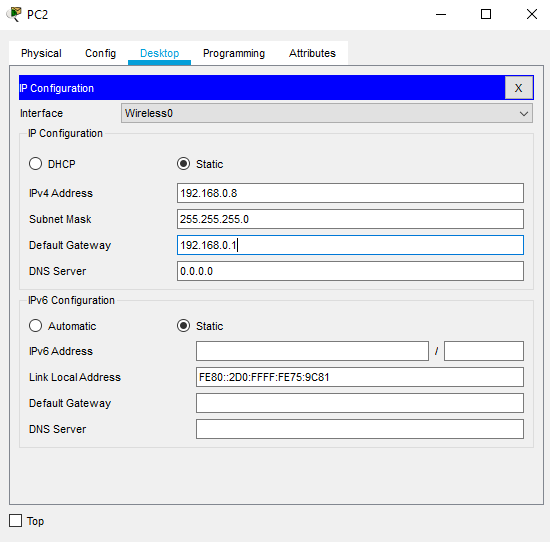 PC2
Physical Config Desktop Programming Attributes
IP Configuration X
Interface Wireless0
IP Configuration
DHCP Static
IPv4 Address 192.168.0.8
Subnet Mask 255.255.255.0
Default Gateway 192.168.0.1
DNS Server 0.0.0.0
IPv6 Configuration
Automatic Static
IPv6 Address /
Link Local Address FE80::2D0:FFFF:FE75:9C81
Default Gateway
DNS Server
Top